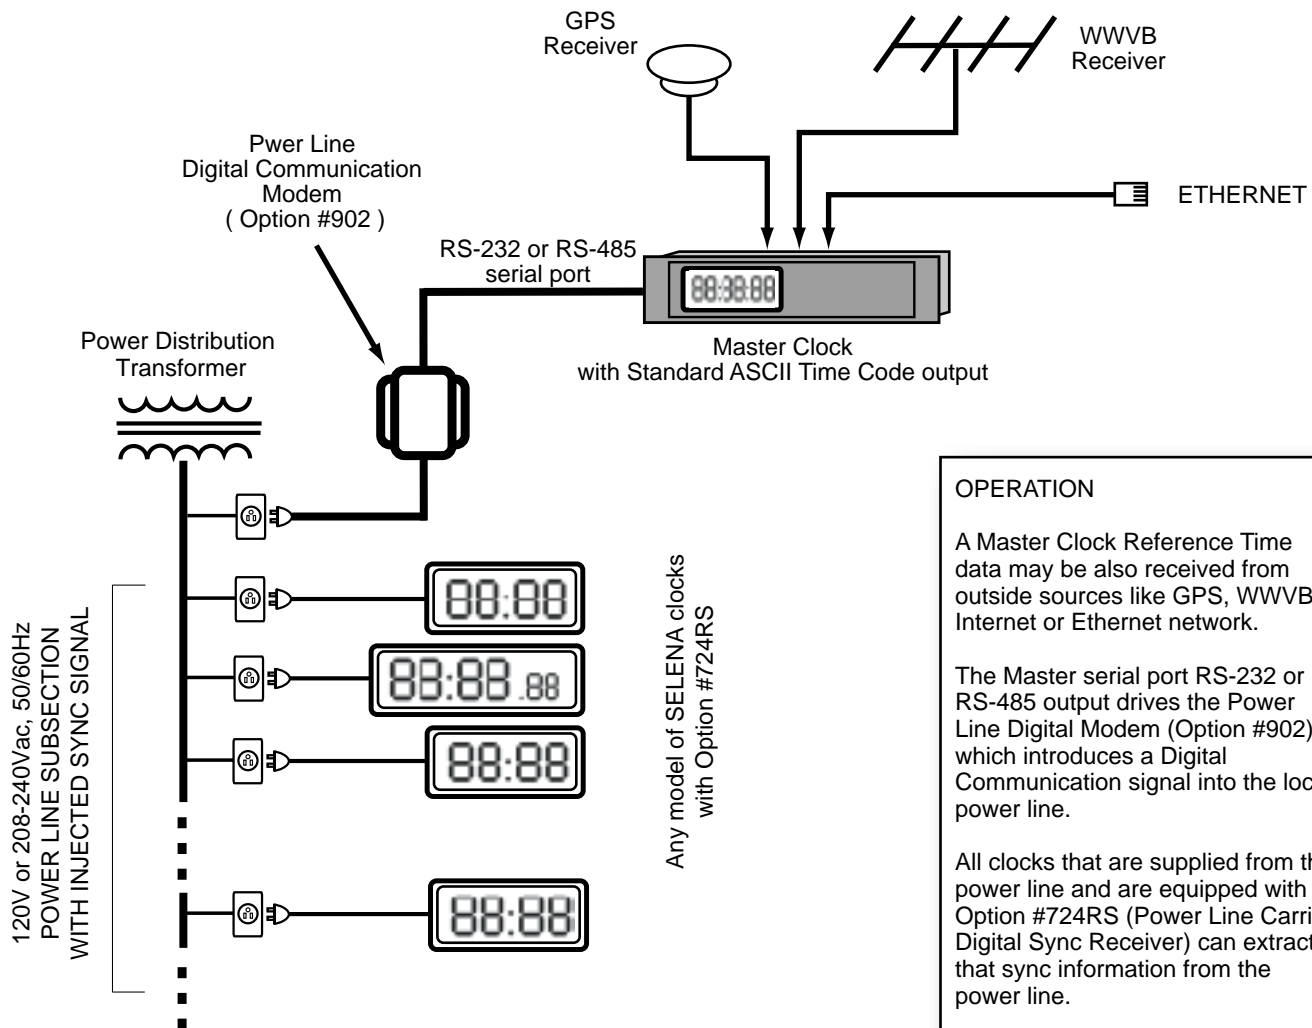 GPS
Receiver
WWVB
Receiver
Pwer Line
Digital Communication
Modem
( Option #902 )
ETHERNET
RS-232 or RS-485
serial port
88:38:88
Power Distribution
Transformer
Master Clock
with Standard ASCII Time Code output
120V or 208-240Vac, 50/60Hz
POWER LINE SUBSECTION
WITH INJECTED SYNC SIGNAL
88:88
88:88 .88
88:88
88:88
Any model of SELENA clocks
with Option #724RS
OPERATION
A Master Clock Reference Time
data may be also received from
outside sources like GPS, WWVB
Internet or Ethernet network.
The Master serial port RS-232 or
RS-485 output drives the Power
Line Digital Modem (Option #902)
which introduces a Digital
Communication signal into the loc
power line.
All clocks that are supplied from th
power line and are equipped with
Option #724RS (Power Line Carri
Digital Sync Receiver) can extract
that sync information from the
power line.